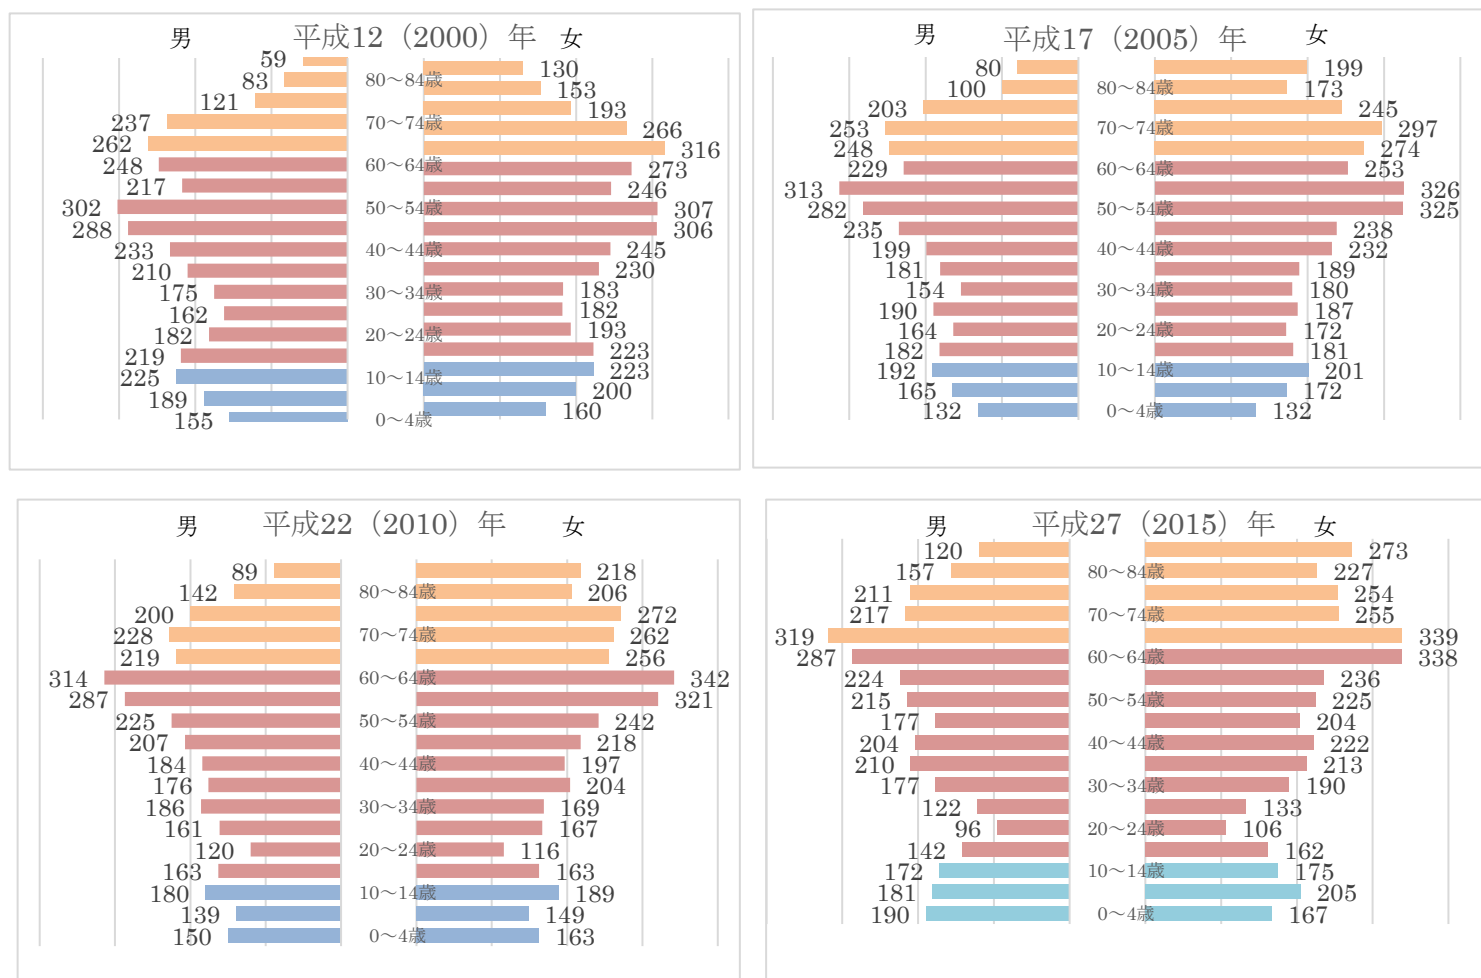 男 平成12（2000）年 女
59 130
83 80～84歳 153
121 193
237 70～74歳 266
262 316
248 60～64歳 273
217 246
302 50～54歳 307
288 306
233 40～44歳 245
210 230
175 30～34歳 183
162 182
182 20～24歳 193
219 223
225 10～14歳 223
189 200
155 0～4歳 160
男 平成17（2005）年 女
80 199
100 80～84歳 173
203 245
253 70～74歳 297
248 274
229 60～64歳 253
313 326
282 50～54歳 325
235 238
199 40～44歳 232
181 189
154 30～34歳 180
190 187
164 20～24歳 172
182 181
192 10～14歳 201
165 172
132 0～4歳 132
男 平成22（2010）年 女
89 218
142 80～84歳 206
200 272
228 70～74歳 262
219 256
314 60～64歳 342
287 321
225 50～54歳 242
207 218
184 40～44歳 197
176 204
186 30～34歳 169
161 167
120 20～24歳 116
163 163
180 10～14歳 189
139 149
150 0～4歳 163
男 平成27（2015）年 女
120 273
157 80～84歳 227
211 254
217 70～74歳 255
319 339
287 60～64歳 338
224 236
215 50～54歳 225
177 204
204 40～44歳 222
210 213
177 30～34歳 190
122 133
96 20～24歳 106
142 162
172 10～14歳 175
181 205
190 0～4歳 167